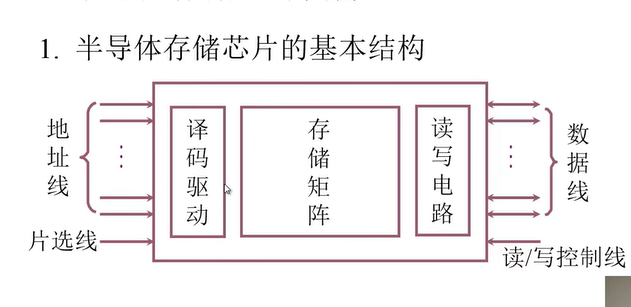 1. 半导体存储芯片的基本结构
地址线
译码驱动
存储矩阵
读写电路
数据线
片选线
读/写控制线